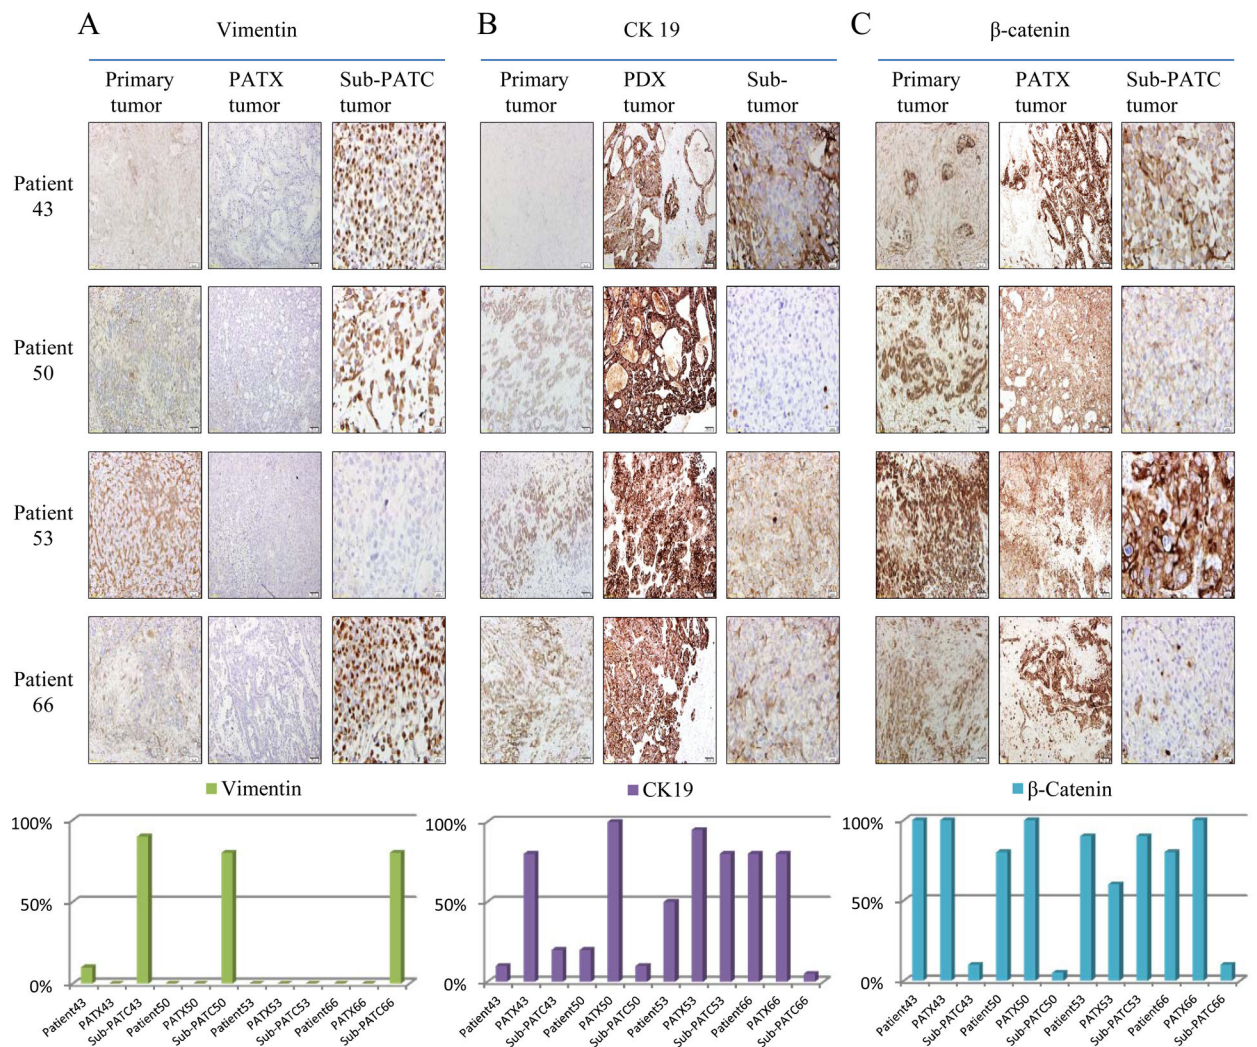 A
Vimentin
B
CK 19
C
β-catenin
Primary tumor
PATX tumor
Sub-PATC tumor
Primary tumor
PDX tumor
Sub- tumor
Primary tumor
PATX tumor
Sub-PATC tumor
Patient 43
Patient 50
Patient 53
Patient 66
Vimentin
100%
50%
0%
Patient43
PATX43
Sub-PATC43
Patient50
PATX50
Sub-PATC50
Patient53
PATX53
Sub-PATC53
Patient66
PATX66
Sub-PATC66
CK19
100%
50%
0%
Patient43
PATX43
Sub-PATC43
Patient50
PATX50
Sub-PATC50
Patient53
PATX53
Sub-PATC53
Patient66
PATX66
Sub-PATC66
β-Catenin
100%
50%
0%
Patient43
PATX43
Sub-PATC43
Patient50
PATX50
Sub-PATC50
Patient53
PATX53
Sub-PATC53
Patient66
PATX66
Sub-PATC66